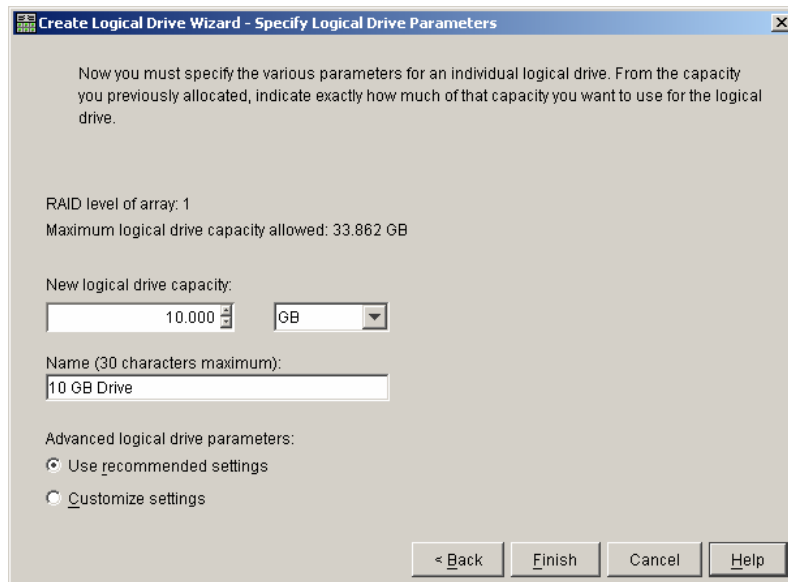 Create Logical Drive Wizard - Specify Logical Drive Parameters
Now you must specify the various parameters for an individual logical drive. From the capacity
you previously allocated, indicate exactly how much of that capacity you want to use for the logical
drive.
RAID level of array: 1
Maximum logical drive capacity allowed: 33.862 GB
New logical drive capacity:
10.000 GB
Name (30 characters maximum):
10 GB Drive
Advanced logical drive parameters:
Use recommended settings
Customize settings
< Back Finish Cancel Help